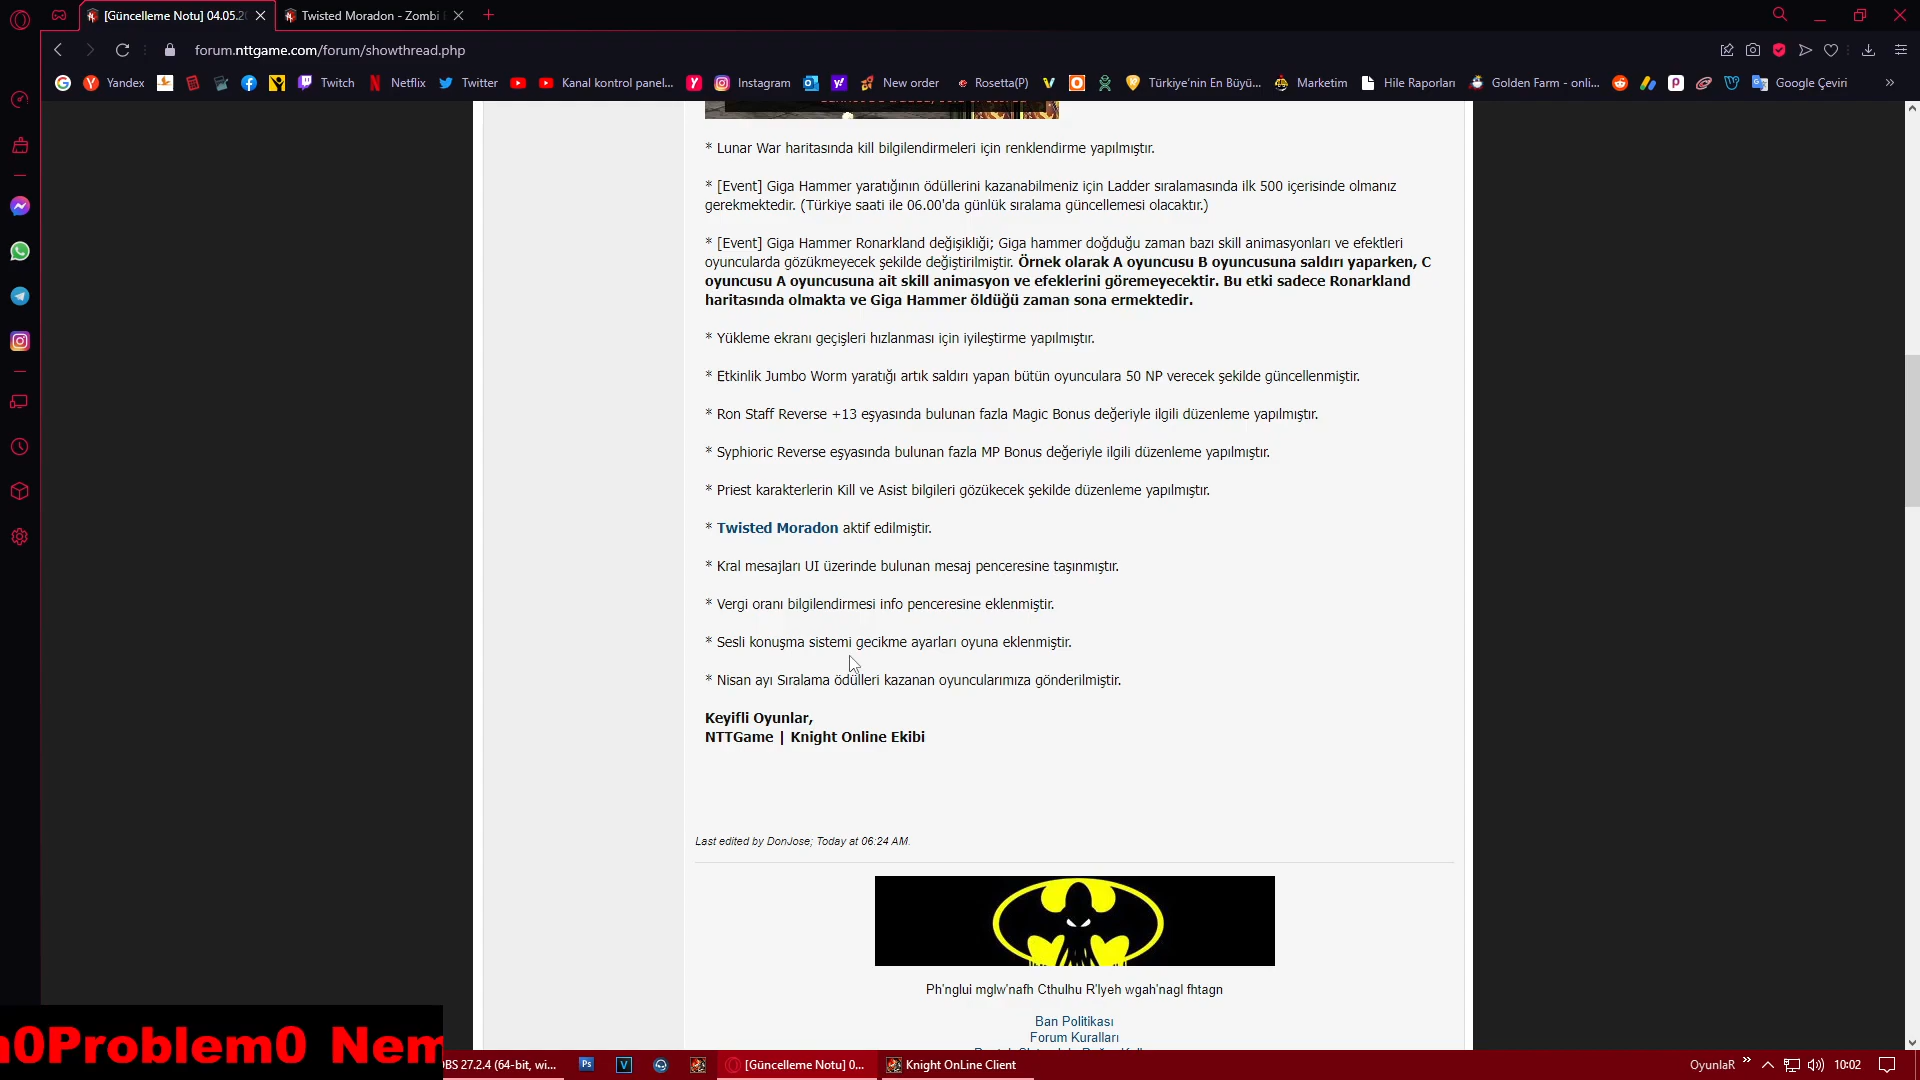 [Güncelleme Notu] 04.05.2
Twisted Moradon - Zombi
forum.nttgame.com/forum/showthread.php
Yandex
Twitch
Netflix
Twitter
Kanal kontrol panel...
Instagram
New order
Rosetta(P)
Türkiye'nin En Büyü...
Marketim
Hile Raporları
Golden Farm - onli...
Google Çeviri
* Lunar War haritasında kill bilgilendirmeleri için renklendirme yapılmıştır.
* [Event] Giga Hammer yaratığının ödüllerini kazanabilmeniz için Ladder sıralamasında ilk 500 içerisinde olmanız
gerekmektedir. (Türkiye saati ile 06.00'da günlük sıralama güncellemesi olacaktır.)
* [Event] Giga Hammer Ronarkland değişikliği; Giga hammer doğduğu zaman bazı skill animasyonları ve efektleri
oyuncularda gözükmeyecek şekilde değiştirilmiştir. Örnek olarak A oyuncusu B oyuncusuna saldırı yaparken, C
oyuncusu A oyuncusuna ait skill animasyon ve efeklerini göremeyecektir. Bu etki sadece Ronarkland
haritasında olmakta ve Giga Hammer öldüğü zaman sona ermektedir.
* Yükleme ekranı geçişleri hızlanması için iyileştirme yapılmıştır.
* Etkinlik Jumbo Worm yaratığı artık saldırı yapan bütün oyunculara 50 NP verecek şekilde güncellenmiştir.
* Ron Staff Reverse +13 eşyasında bulunan fazla Magic Bonus değeriyle ilgili düzenleme yapılmıştır.
* Syphioric Reverse eşyasında bulunan fazla MP Bonus değeriyle ilgili düzenleme yapılmıştır.
* Priest karakterlerin Kill ve Asist bilgileri gözükecek şekilde düzenleme yapılmıştır.
* Twisted Moradon aktif edilmiştir.
* Kral mesajları UI üzerinde bulunan mesaj penceresine taşınmıştır.
* Vergi oranı bilgilendirmesi info penceresine eklenmiştir.
* Sesli konuşma sistemi gecikme ayarları oyuna eklenmiştir.
* Nisan ayı Sıralama ödülleri kazanan oyuncularımıza gönderilmiştir.
Keyifli Oyunlar,
NTTGame | Knight Online Ekibi
Last edited by DonJose; Today at 06:24 AM.
Ph'nglui mglw'nafh Cthulhu R'lyeh wgah'nagl fhtagn
Ban Politikası
Forum Kuralları
n0Problem0 Nem
OBS 27.2.4 (64-bit, wi...
Ps
V
[Güncelleme Notu] 0...
Knight OnLine Client
OyunlaR
10:02